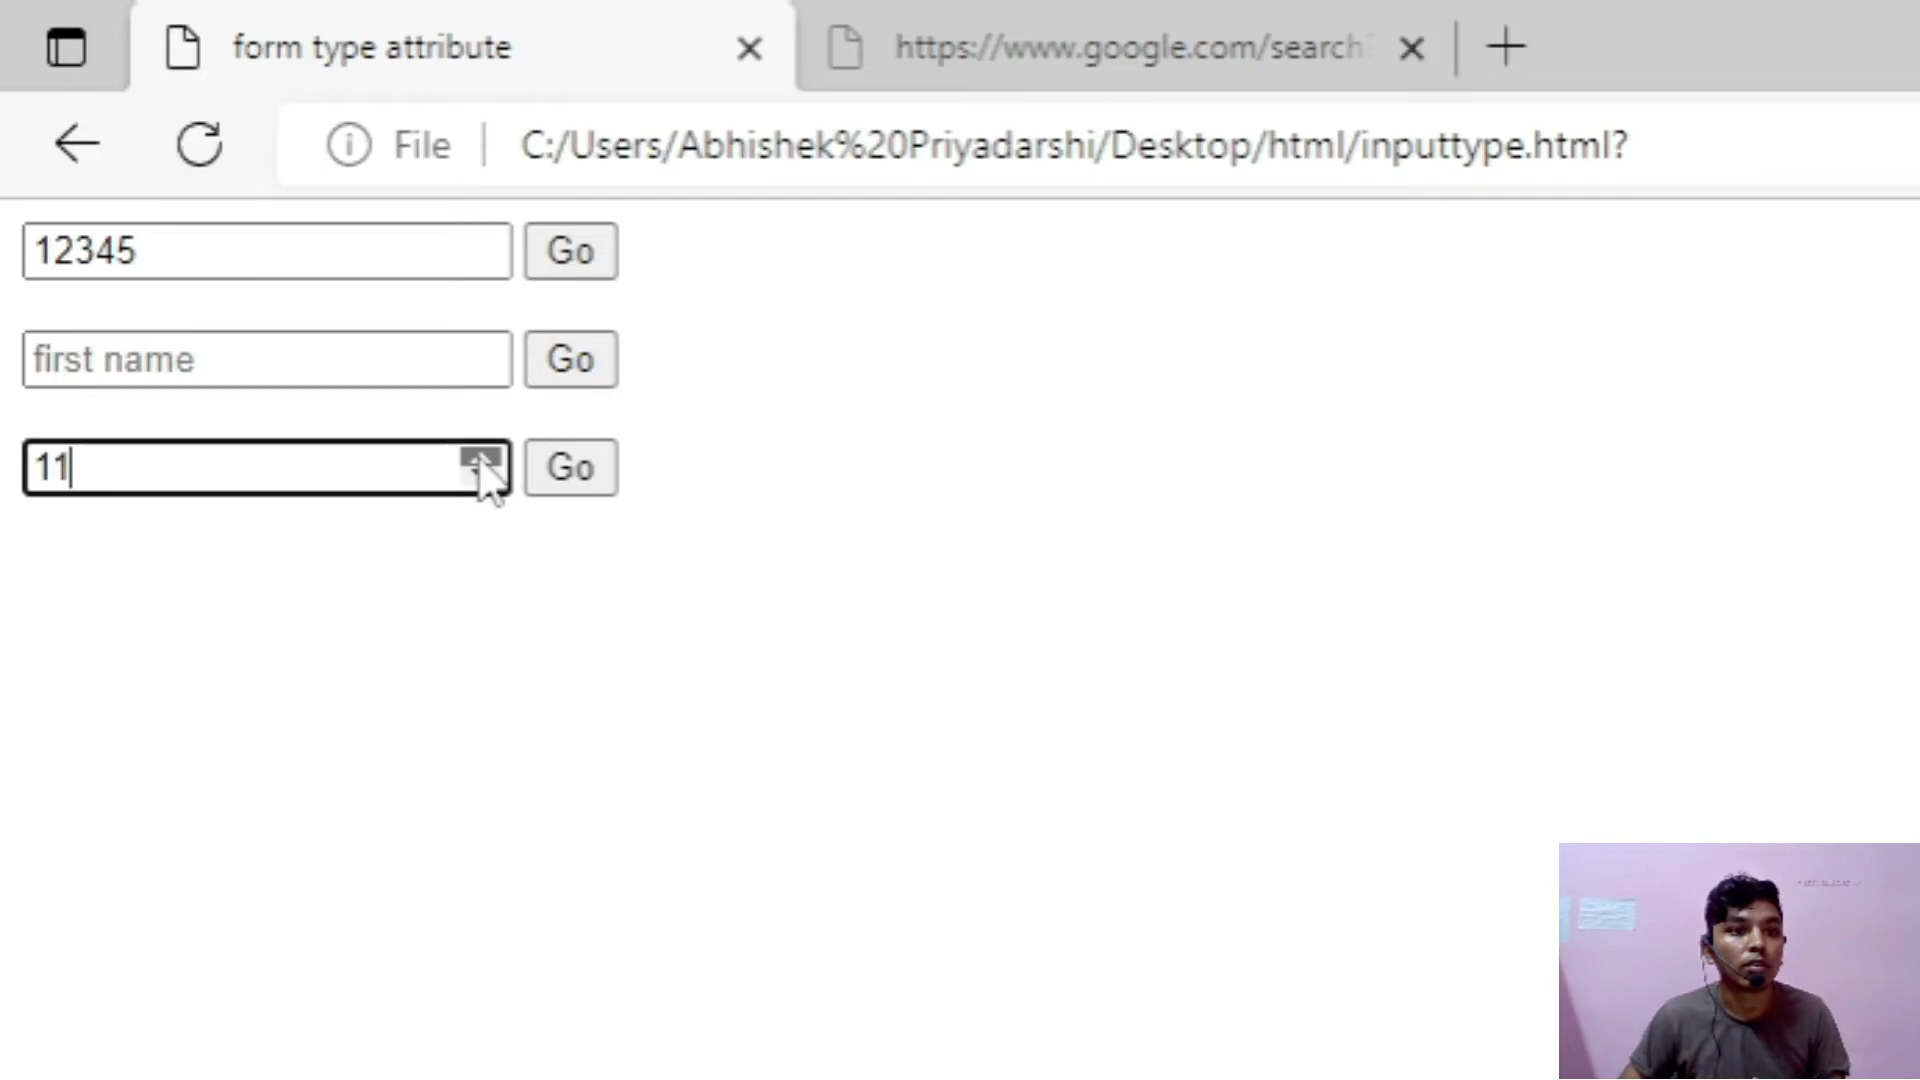 form type attribute
https://www.google.com/search
File
C:/Users/Abhishek%20Priyadarshi/Desktop/html/inputtype.html?
12345
Go
first name
Go
11
Go